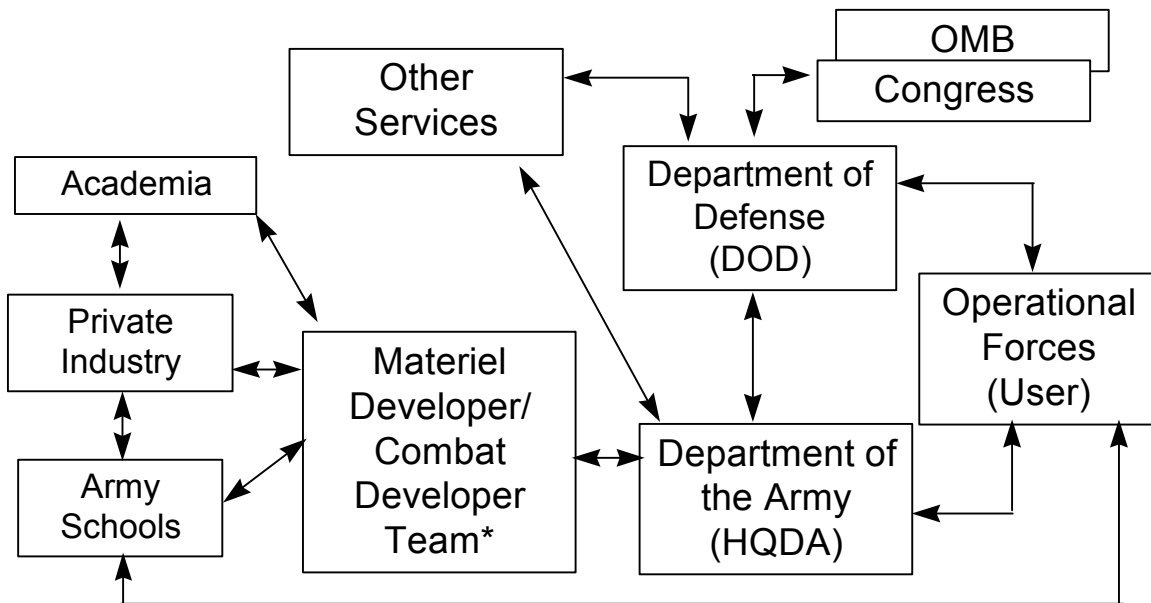 OMB
Congress
Other
Services
Department of
Defense
(DOD)
Academia
Private
Industry
Operational
Forces
(User)
Materiel
Developer/
Combat
Developer
Team*
Department of
the Army
(HQDA)
Army
Schools